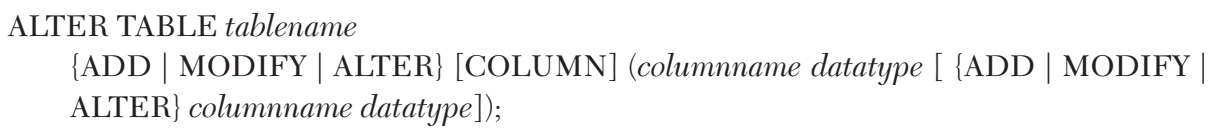 ALTER TABLE tablename
{ADD | MODIFY | ALTER} [COLUMN] (columnname datatype [ {ADD | MODIFY |
ALTER} columnname datatype]);